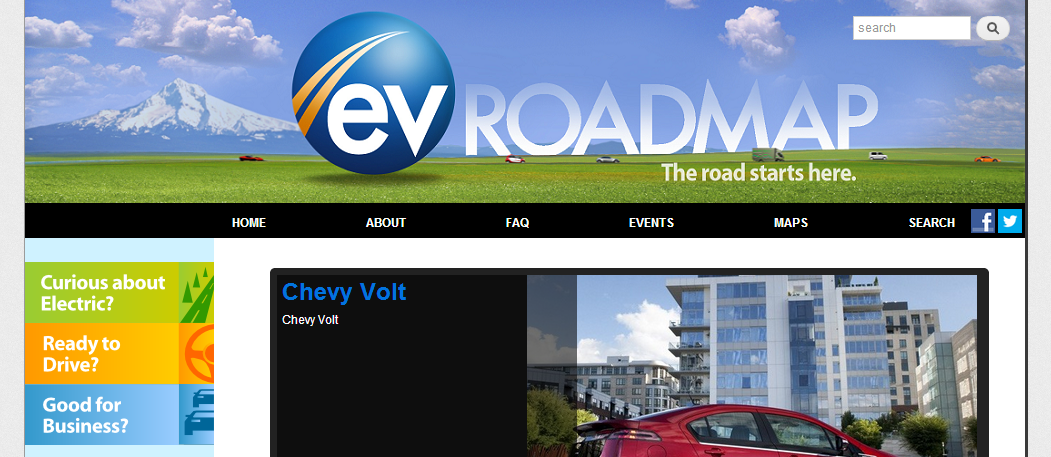 search
ev ROADMAP
The road starts here.
HOME ABOUT FAQ EVENTS MAPS SEARCH
Curious about
Electric?
Ready to
Drive?
Good for
Business?
Chevy Volt
Chevy Volt